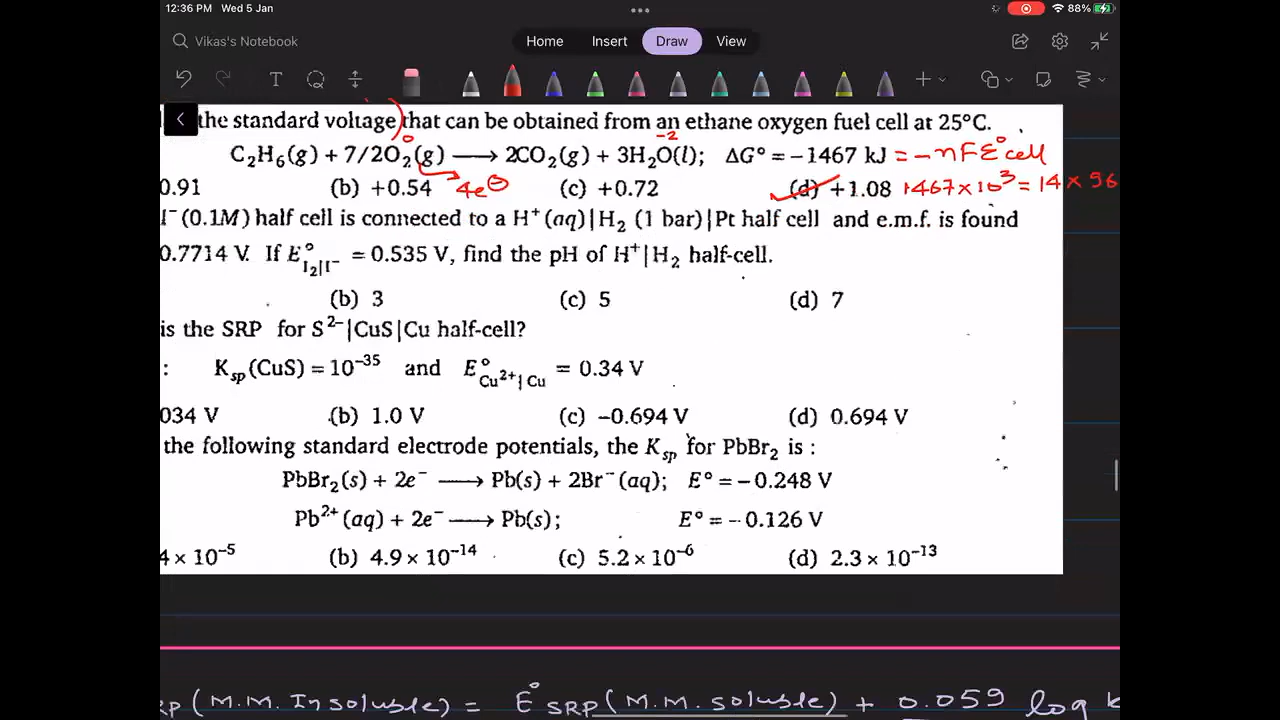 12:36 PM Wed 5 Jan
88%
Vikas's Notebook
Home Insert Draw View
the standard voltage) that can be obtained from an ethane oxygen fuel cell at 25°C.
0 -2
C₂H₆(g) + 7/2O₂(g) ⟶ 2CO₂(g) + 3H₂O(l); ΔG° = −1467 kJ = -nFE°cell
0.91 (b) +0.54 4e⊖ (c) +0.72 (d) +1.08 1467×10³ = 14 × 96
I⁻ (0.1M) half cell is connected to a H⁺(aq)|H₂ (1 bar)|Pt half cell and e.m.f. is found
0.7714 V. If E°I₂|I⁻ = 0.535 V, find the pH of H⁺|H₂ half-cell.
(b) 3 (c) 5 (d) 7
is the SRP for S²⁻|CuS|Cu half-cell?
: Ksp(CuS) = 10⁻³⁵ and E°Cu²⁺|Cu = 0.34 V
034 V (b) 1.0 V (c) −0.694 V (d) 0.694 V
the following standard electrode potentials, the Ksp for PbBr₂ is :
PbBr₂(s) + 2e⁻ ⟶ Pb(s) + 2Br⁻(aq); E° = −0.248 V
Pb²⁺(aq) + 2e⁻ ⟶ Pb(s); E° = −0.126 V
4 × 10⁻⁵ (b) 4.9 × 10⁻¹⁴ (c) 5.2 × 10⁻⁶ (d) 2.3 × 10⁻¹³
RP (M.M. Insoluble) = E°SRP (M.M. soluble) + 0.059 log K